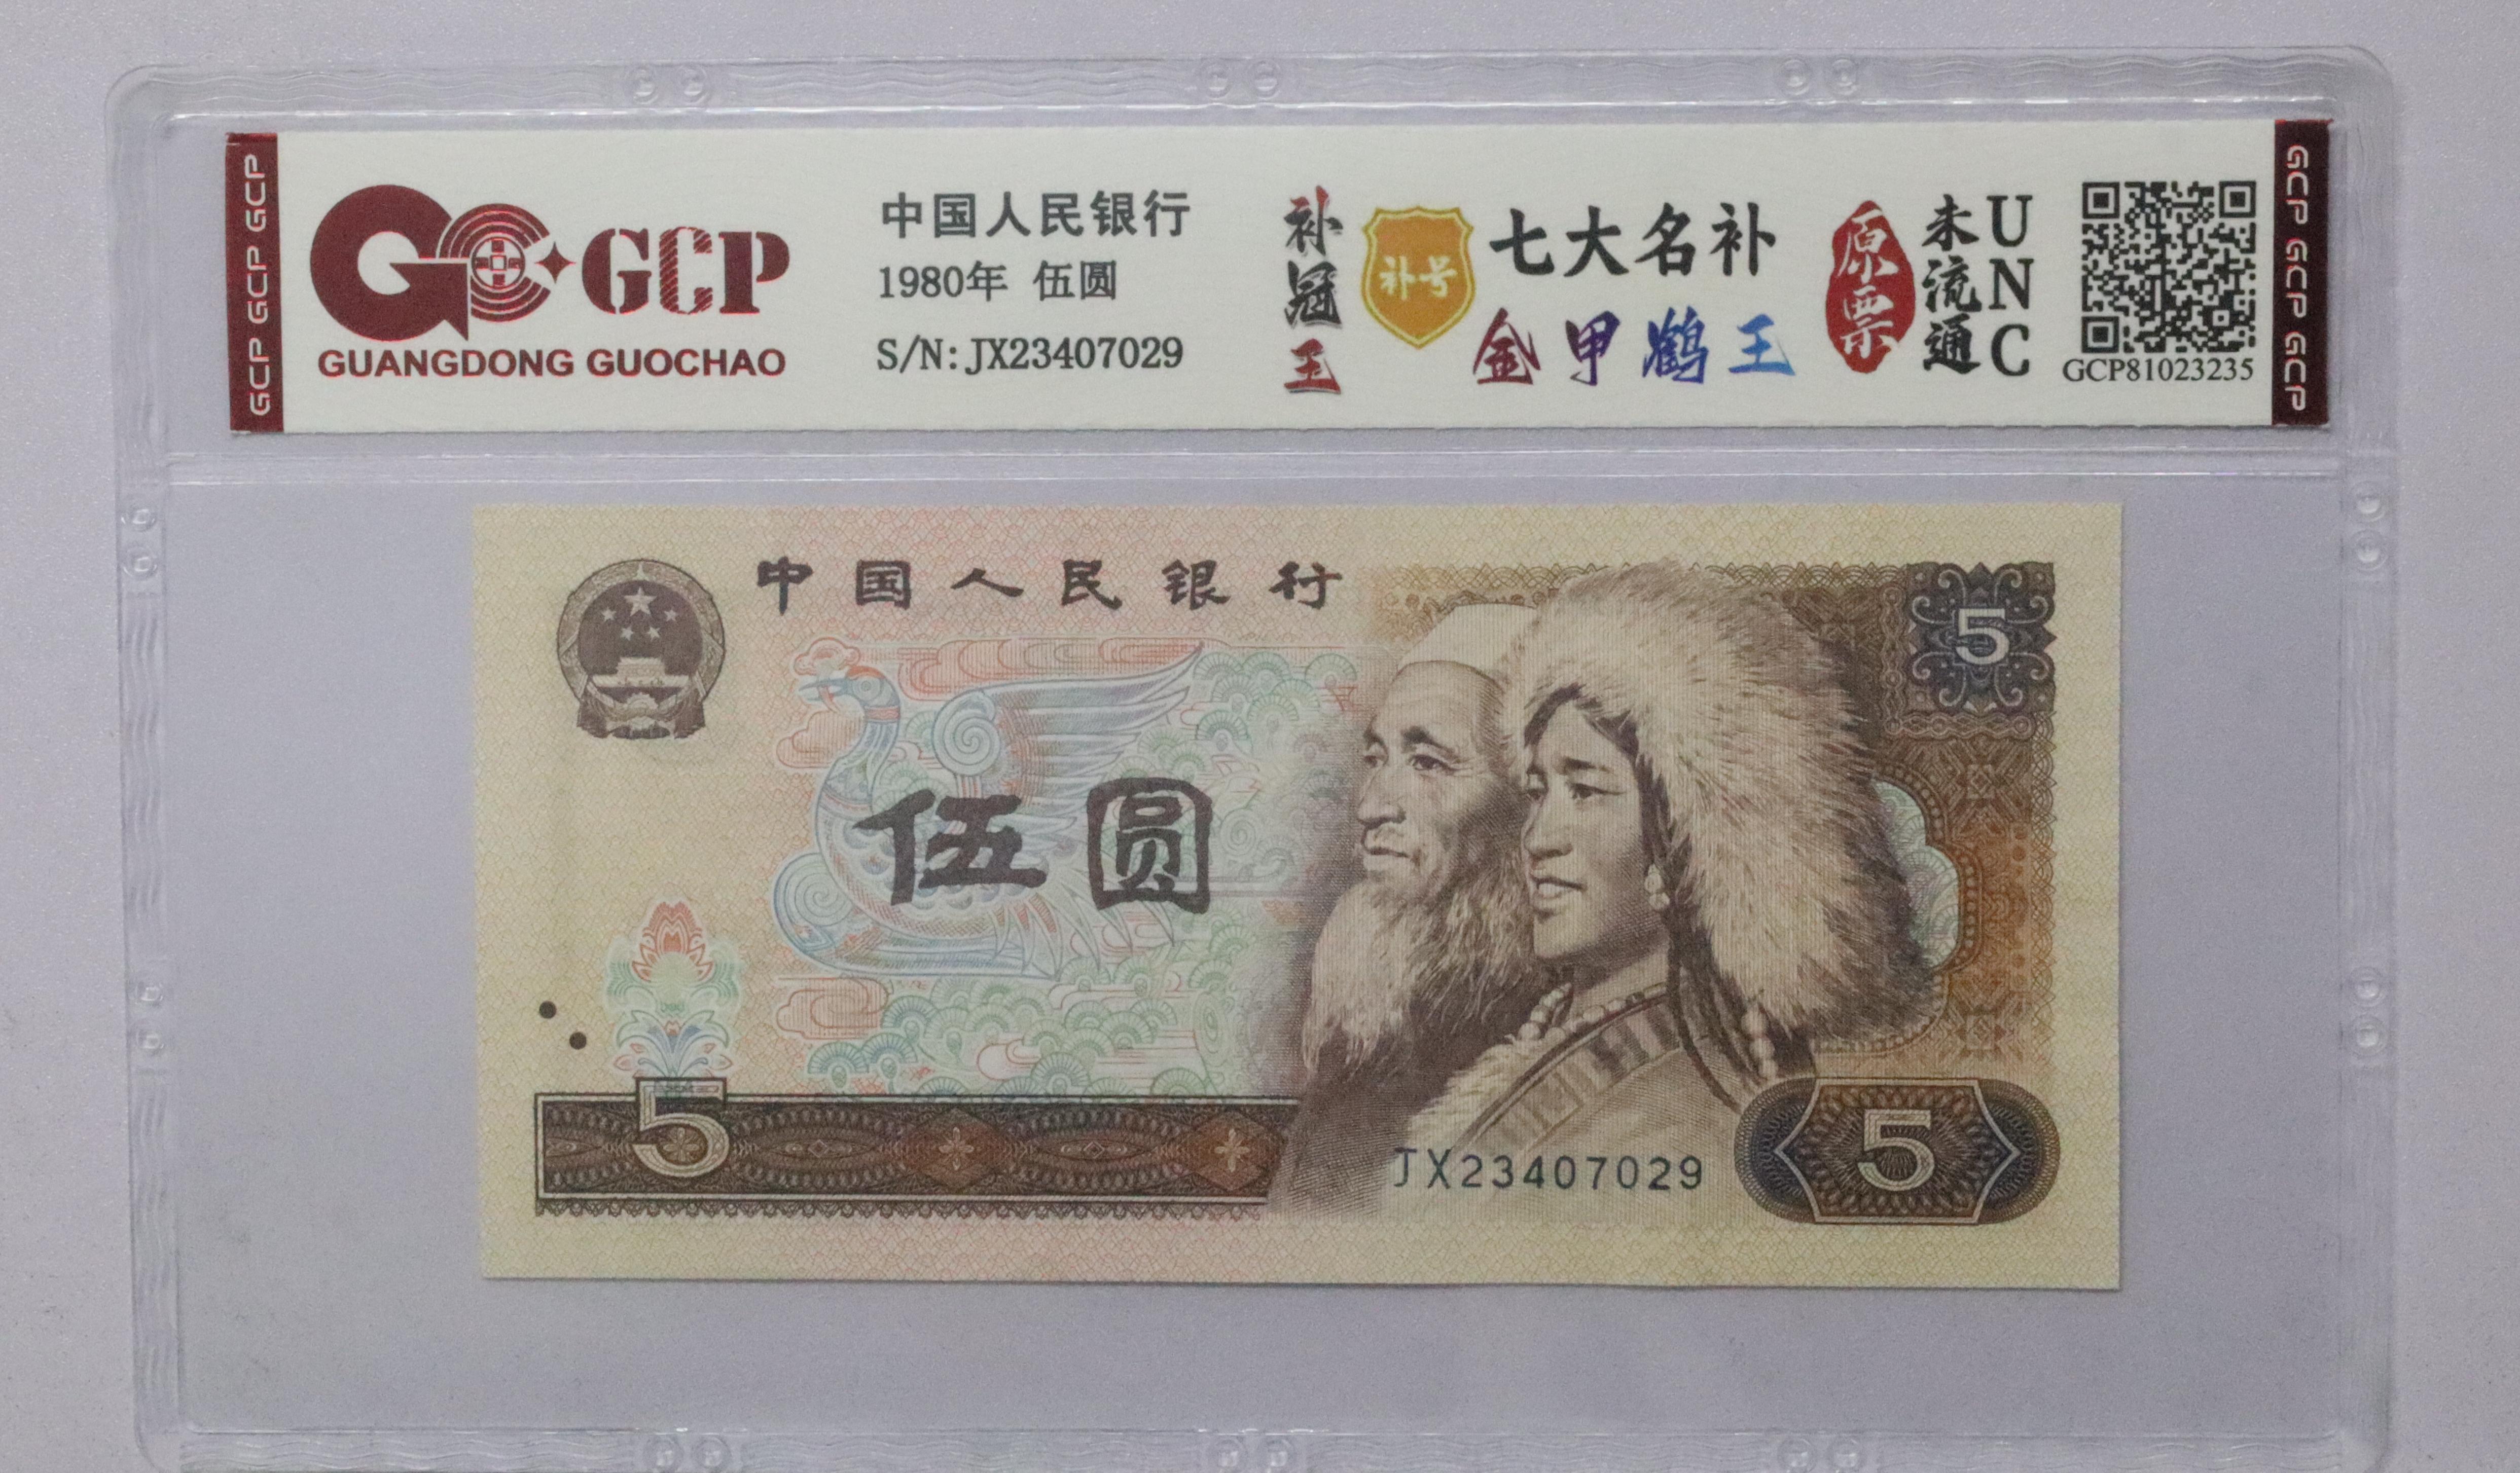 GCP GCP GCP
GCP
GUANGDONG GUOCHAO
中国人民银行
1980年 伍圆
S/N: JX23407029
补冠王
补号
七大名补
金甲鹤王
原票
未流通
UNC
GCP81023235
GCP GCP GCP
中国人民银行
5
伍圆
5
JX23407029
5